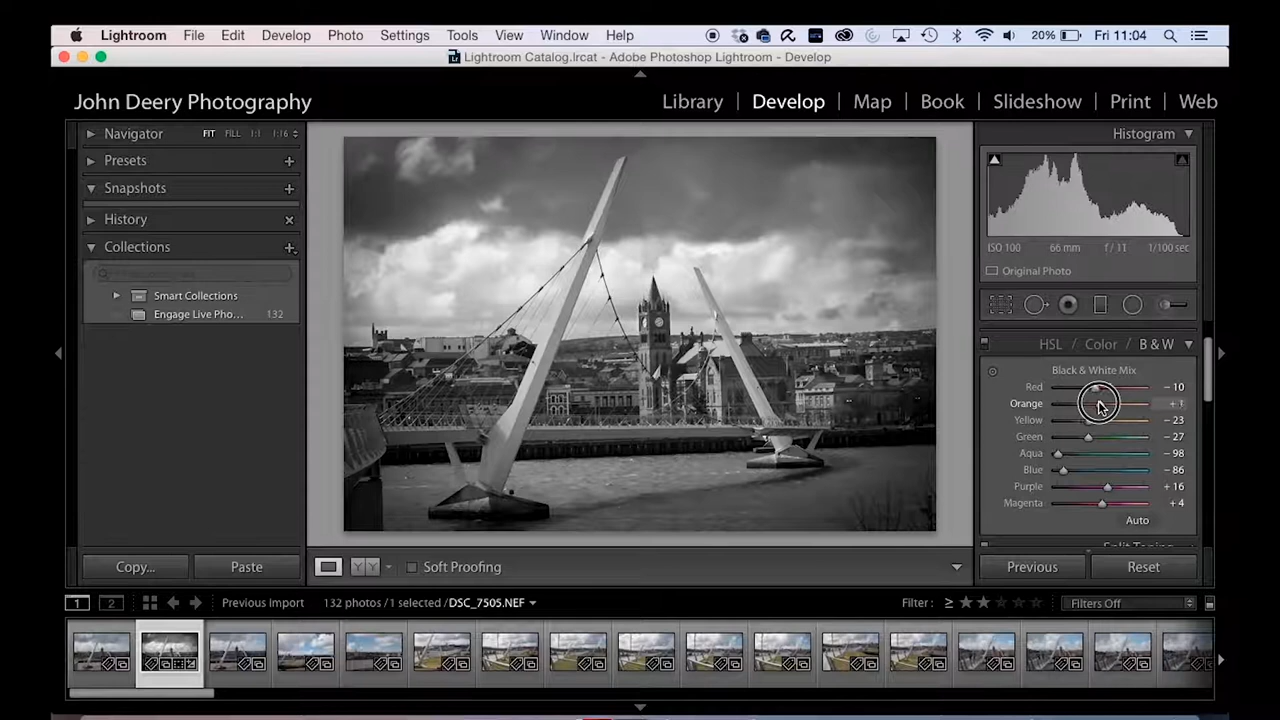 Lightroom File Edit Develop Photo Settings Tools View Window Help 20% Fri 11:04
Lightroom Catalog.lrcat - Adobe Photoshop Lightroom - Develop
John Deery Photography
Library | Develop | Map | Book | Slideshow | Print | Web
Navigator FIT FILL 1:1 1:16
Presets
Snapshots
History
Collections
Smart Collections
Engage Live Pho... 132
Copy... Paste
Histogram
ISO 100 66 mm f / 11 1/100 sec
Original Photo
HSL / Color / B & W
Black & White Mix
Red - 10
Orange + 1
Yellow - 23
Green - 27
Aqua - 98
Blue - 86
Purple + 16
Magenta + 4
Auto
Split Toning
Previous Reset
Soft Proofing
1 2 Previous Import 132 photos / 1 selected / DSC_7505.NEF Filter : ≥ Filters Off